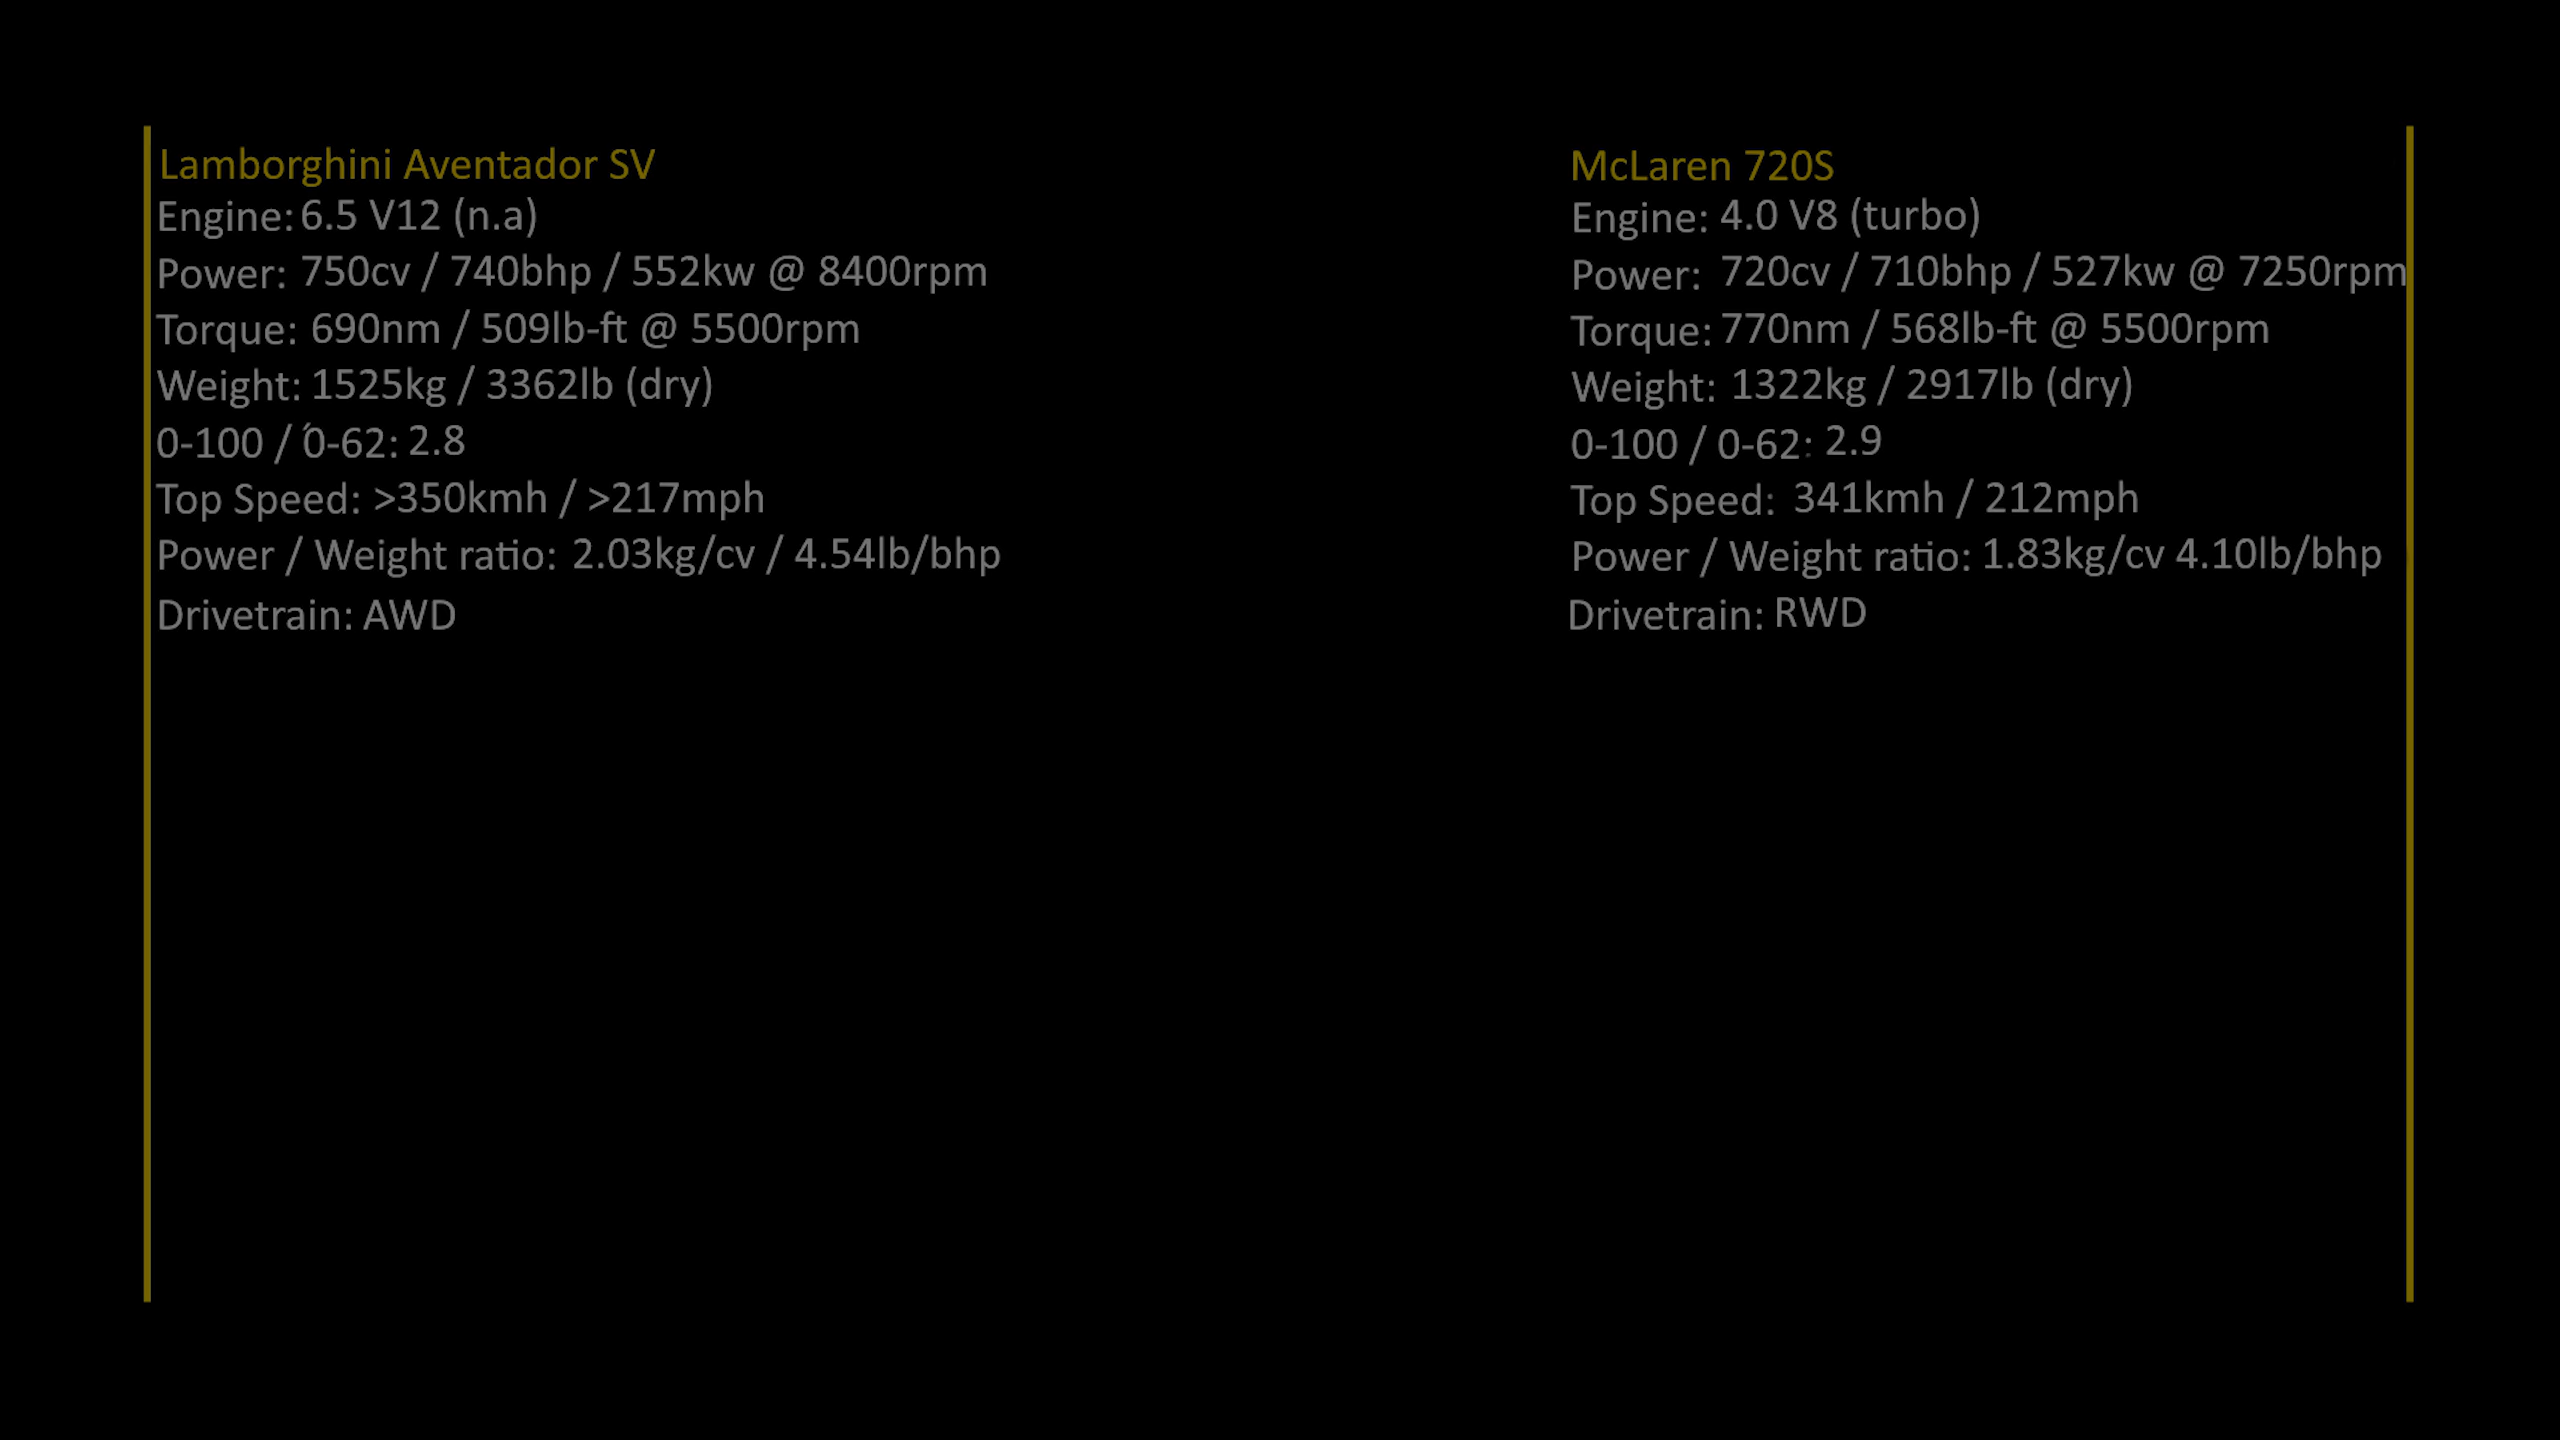 Lamborghini Aventador SV
Engine: 6.5 V12 (n.a)
Power: 750cv / 740bhp / 552kw @ 8400rpm
Torque: 690nm / 509lb-ft @ 5500rpm
Weight: 1525kg / 3362lb (dry)
0-100 / 0-62: 2.8
Top Speed: >350kmh / >217mph
Power / Weight ratio: 2.03kg/cv / 4.54lb/bhp
Drivetrain: AWD
McLaren 720S
Engine: 4.0 V8 (turbo)
Power: 720cv / 710bhp / 527kw @ 7250rpm
Torque: 770nm / 568lb-ft @ 5500rpm
Weight: 1322kg / 2917lb (dry)
0-100 / 0-62: 2.9
Top Speed: 341kmh / 212mph
Power / Weight ratio: 1.83kg/cv 4.10lb/bhp
Drivetrain: RWD